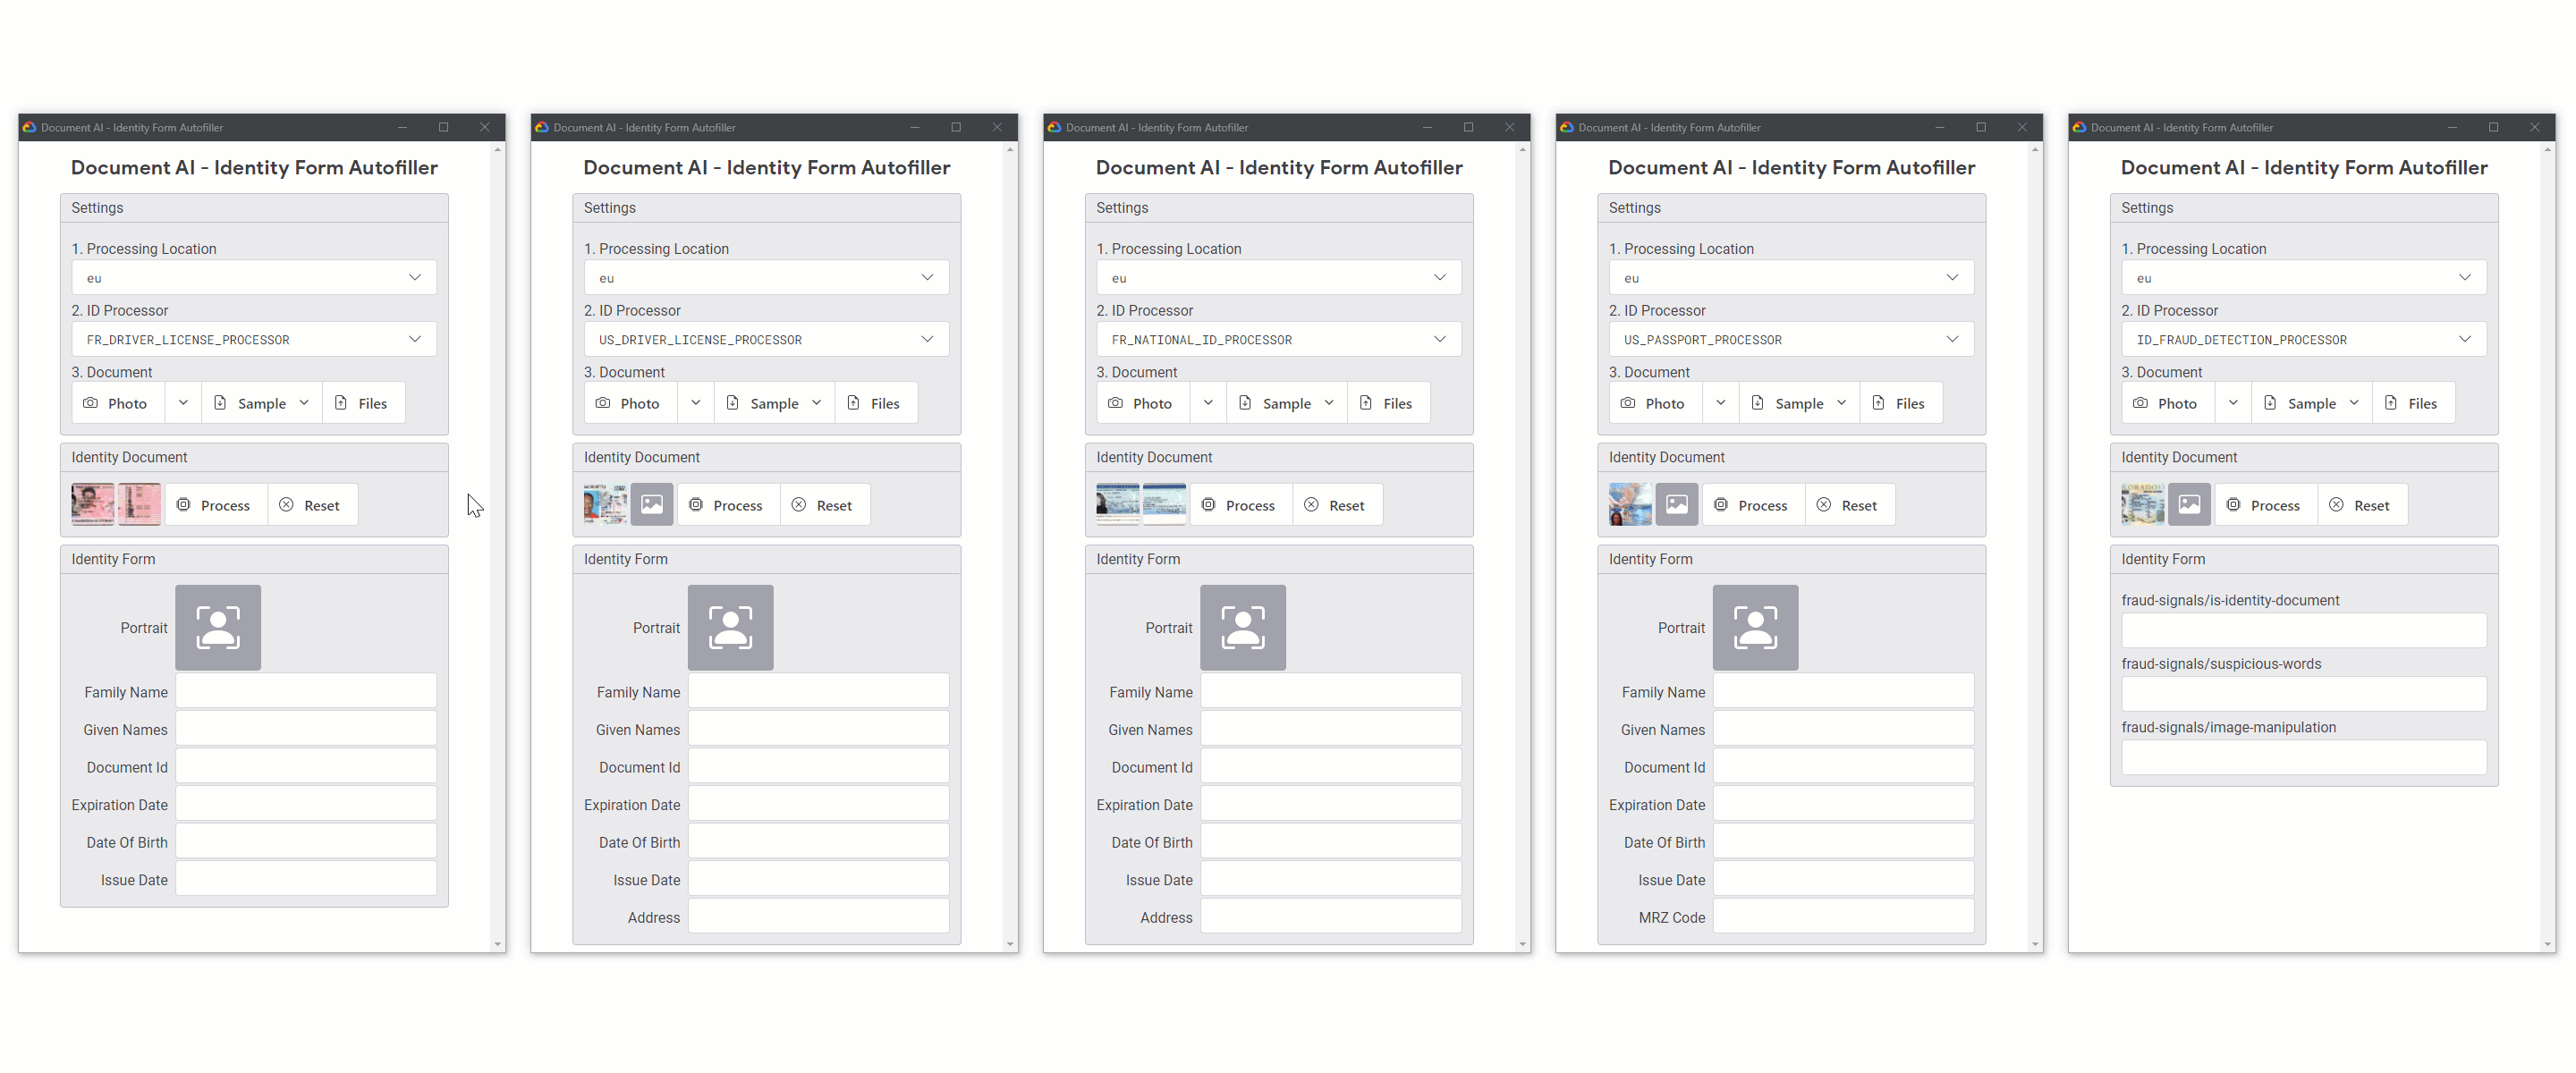 Document AI - Identity Form Autofiller
Document AI - Identity Form Autofiller
Settings
1. Processing Location
eu
2. ID Processor
FR_DRIVER_LICENSE_PROCESSOR
3. Document
Photo Sample Files
Identity Document
Process Reset
Identity Form
Portrait
Family Name
Given Names
Document Id
Expiration Date
Date Of Birth
Issue Date
Document AI - Identity Form Autofiller
Document AI - Identity Form Autofiller
Settings
1. Processing Location
eu
2. ID Processor
US_DRIVER_LICENSE_PROCESSOR
3. Document
Photo Sample Files
Identity Document
Process Reset
Identity Form
Portrait
Family Name
Given Names
Document Id
Expiration Date
Date Of Birth
Issue Date
Address
Document AI - Identity Form Autofiller
Document AI - Identity Form Autofiller
Settings
1. Processing Location
eu
2. ID Processor
FR_NATIONAL_ID_PROCESSOR
3. Document
Photo Sample Files
Identity Document
Process Reset
Identity Form
Portrait
Family Name
Given Names
Document Id
Expiration Date
Date Of Birth
Issue Date
Address
Document AI - Identity Form Autofiller
Document AI - Identity Form Autofiller
Settings
1. Processing Location
eu
2. ID Processor
US_PASSPORT_PROCESSOR
3. Document
Photo Sample Files
Identity Document
Process Reset
Identity Form
Portrait
Family Name
Given Names
Document Id
Expiration Date
Date Of Birth
Issue Date
MRZ Code
Document AI - Identity Form Autofiller
Document AI - Identity Form Autofiller
Settings
1. Processing Location
eu
2. ID Processor
ID_FRAUD_DETECTION_PROCESSOR
3. Document
Photo Sample Files
Identity Document
Process Reset
Identity Form
fraud-signals/is-identity-document
fraud-signals/suspicious-words
fraud-signals/image-manipulation